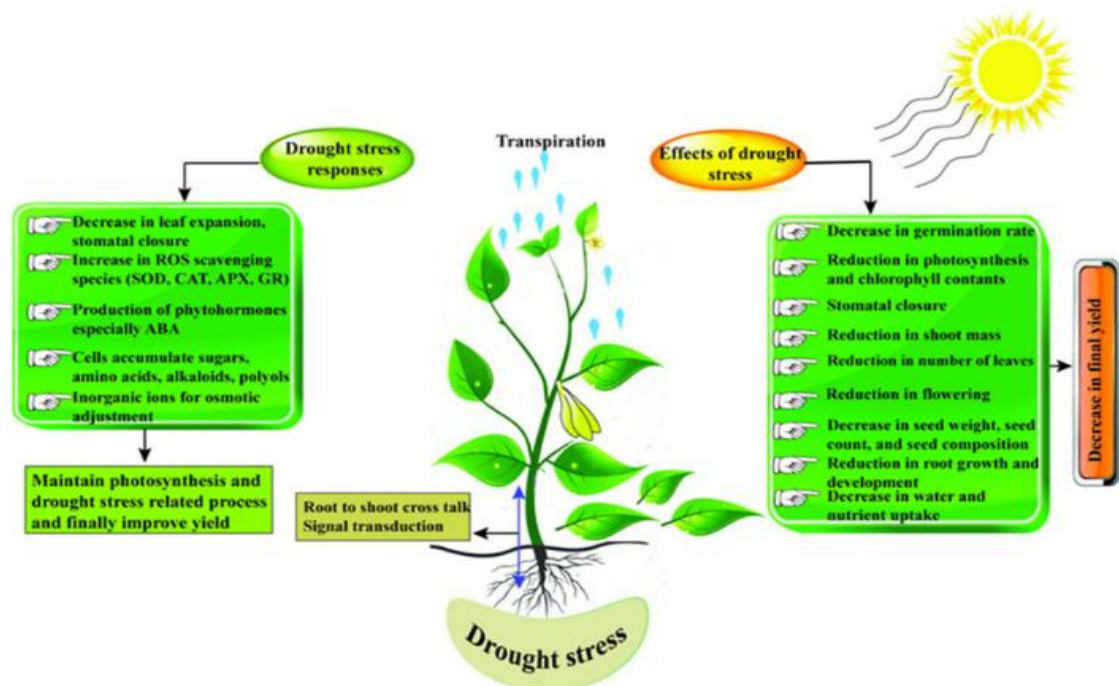 Drought stress
responses
Decrease in leaf expansion,
stomatal closure
Increase in ROS scavenging
species (SOD, CAT, APX, GR)
Production of phytohormones
especially ABA
Cells accumulate sugars,
amino acids, alkaloids, polyols
Inorganic ions for osmotic
adjustment
Maintain photosynthesis and
drought stress related process
and finally improve yield
Transpiration
Root to shoot cross talk
Signal transduction
Drought stress
Effects of drought
stress
Decrease in germination rate
Reduction in photosynthesis
and chlorophyll contants
Stomatal closure
Reduction in shoot mass
Reduction in number of leaves
Reduction in flowering
Decrease in seed weight, seed
count, and seed composition
Reduction in root growth and
development
Decrease in water and
nutrient uptake
Decrease in final yield